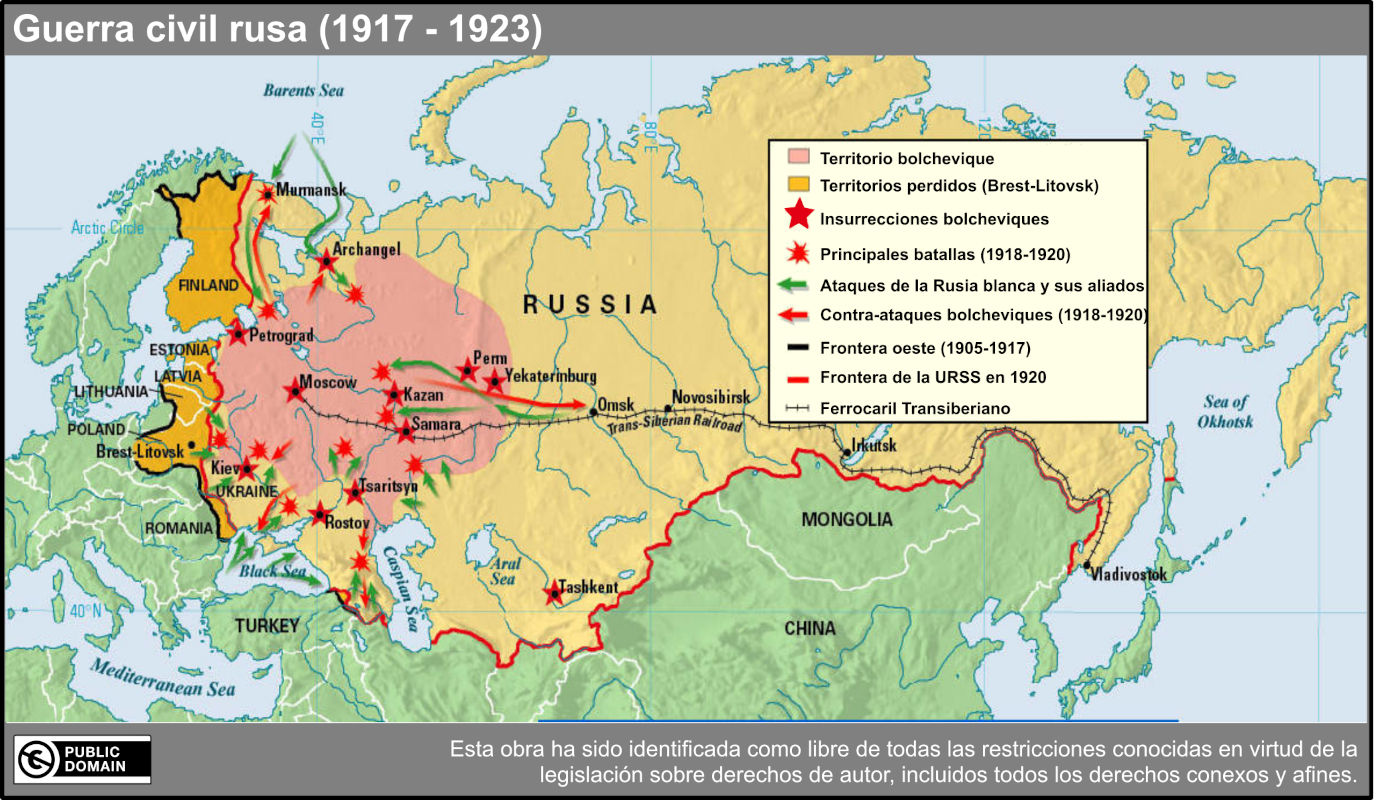 Guerra civil rusa (1917 - 1923)
Barents Sea
40°E
80°E
120°
Murmansk
Arctic Circle
Archangel
FINLAND
RUSSIA
Petrograd
ESTONIA
LATVIA
LITHUANIA
POLAND
Brest-Litovsk
Moscow
Perm
Yekaterinburg
Kazan
Samara
Omsk
Novosibirsk
Trans-Siberian Railroad
Irkutsk
Sea of
Okhotsk
Kiev
UKRAINE
Tsaritsyn
ROMANIA
Rostov
MONGOLIA
Black Sea
Caspian Sea
Aral
Sea
Tashkent
Vladivostok
40°N
TURKEY
CHINA
Mediterranean Sea
Territorio bolchevique
Territorios perdidos (Brest-Litovsk)
Insurrecciones bolcheviques
Principales batallas (1918-1920)
Ataques de la Rusia blanca y sus aliados
Contra-ataques bolcheviques (1918-1920)
Frontera oeste (1905-1917)
Frontera de la URSS en 1920
Ferrocaril Transiberiano
PUBLIC
DOMAIN
Esta obra ha sido identificada como libre de todas las restricciones conocidas en virtud de la
legislación sobre derechos de autor, incluidos todos los derechos conexos y afines.